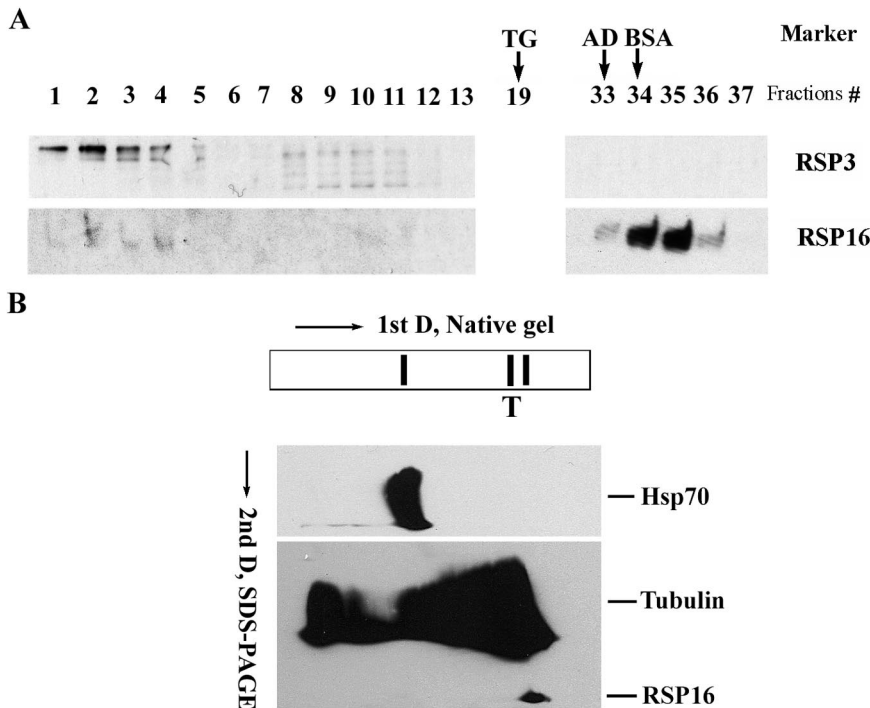 A
TG AD BSA Marker
1 2 3 4 5 6 7 8 9 10 11 12 13 19 33 34 35 36 37 Fractions #
RSP3
RSP16
B
1st D, Native gel
T
2nd D, SDS-PAGE
Hsp70
Tubulin
RSP16